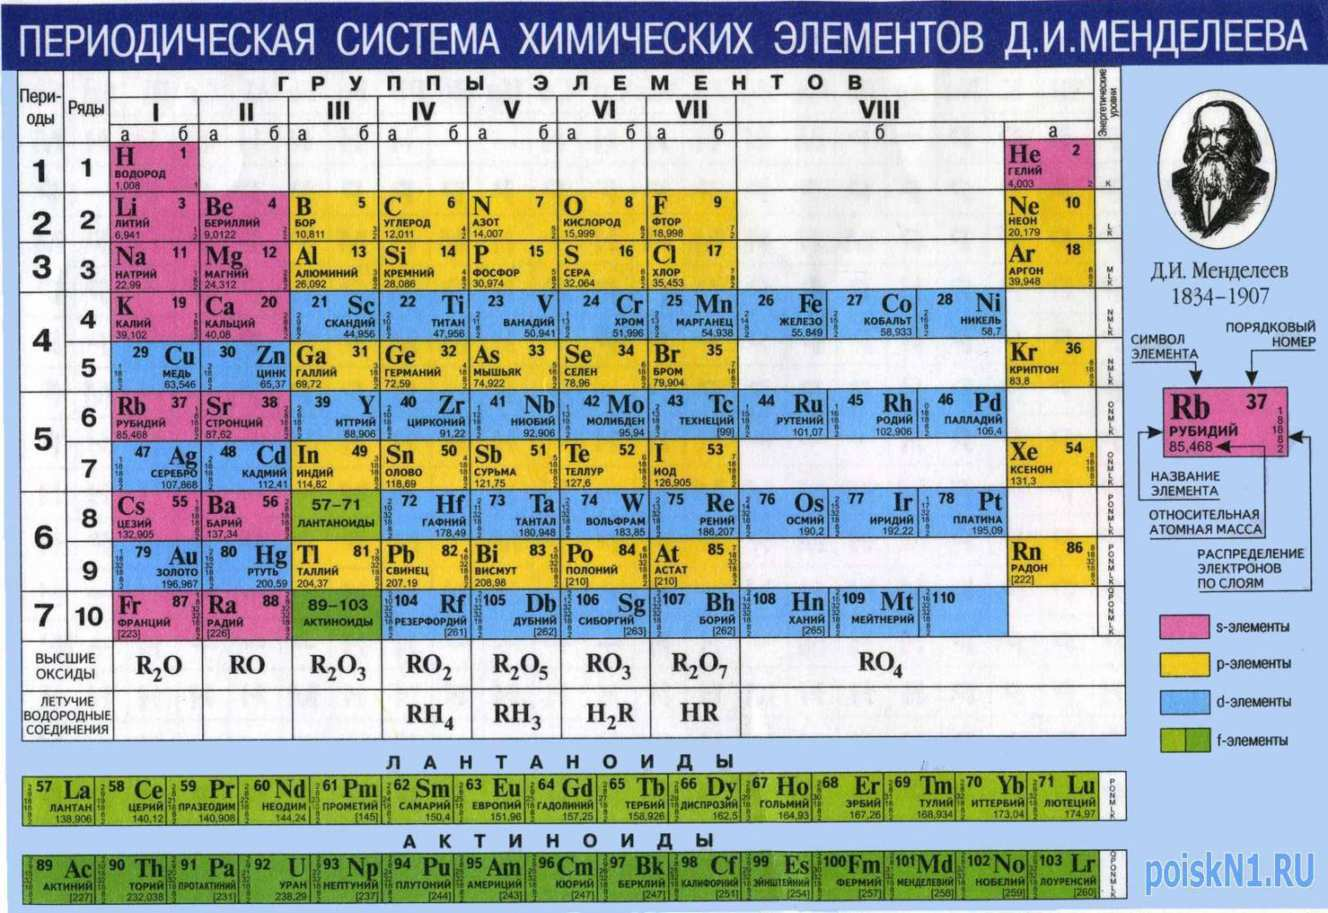 ПЕРИОДИЧЕСКАЯ СИСТЕМА ХИМИЧЕСКИХ ЭЛЕМЕНТОВ Д.И.МЕНДЕЛЕЕВА
Пери-
оды
Ряды
ГРУППЫ ЭЛЕМЕНТОВ
Энергетические
уровни
I II III IV V VI VII VIII
а б а б а б а б а б а б а б б а
1 1 H 1 He 2
ВОДОРОД ГЕЛИЙ
1,008 4,003
2 2 Li 3 Be 4 B 5 C 6 N 7 O 8 F 9 Ne 10
ЛИТИЙ БЕРИЛЛИЙ БОР УГЛЕРОД АЗОТ КИСЛОРОД ФТОР НЕОН
6,941 9,0122 10,811 12,011 14,007 15,999 18,998 20,179
3 3 Na 11 Mg 12 Al 13 Si 14 P 15 S 16 Cl 17 Ar 18
НАТРИЙ МАГНИЙ АЛЮМИНИЙ КРЕМНИЙ ФОСФОР СЕРА ХЛОР АРГОН
22,99 24,312 26,092 28,086 30,974 32,064 35,453 39,948
4 4 K 19 Ca 20 21 Sc 22 Ti 23 V 24 Cr 25 Mn 26 Fe 27 Co 28 Ni
КАЛИЙ КАЛЬЦИЙ СКАНДИЙ ТИТАН ВАНАДИЙ ХРОМ МАРГАНЕЦ ЖЕЛЕЗО КОБАЛЬТ НИКЕЛЬ
39,102 40,08 44,956 47,956 50,941 51,996 54,938 55,849 58,933 58,7
5 29 Cu 30 Zn Ga 31 Ge 32 As 33 Se 34 Br 35 Kr 36
МЕДЬ ЦИНК ГАЛЛИЙ ГЕРМАНИЙ МЫШЬЯК СЕЛЕН БРОМ КРИПТОН
63,546 65,37 69,72 72,59 74,922 78,96 79,904 83,8
5 6 Rb 37 Sr 38 39 Y 40 Zr 41 Nb 42 Mo 43 Tc 44 Ru 45 Rh 46 Pd
РУБИДИЙ СТРОНЦИЙ ИТТРИЙ ЦИРКОНИЙ НИОБИЙ МОЛИБДЕН ТЕХНЕЦИЙ РУТЕНИЙ РОДИЙ ПАЛЛАДИЙ
85,468 87,62 88,906 91,22 92,906 95,94 [99] 101,07 102,906 106,4
7 47 Ag 48 Cd In 49 Sn 50 Sb 51 Te 52 I 53 Xe 54
СЕРЕБРО КАДМИЙ ИНДИЙ ОЛОВО СУРЬМА ТЕЛЛУР ИОД КСЕНОН
107,868 112,41 114,82 118,69 121,75 127,6 126,905 131,3
6 8 Cs 55 Ba 56 57–71 72 Hf 73 Ta 74 W 75 Re 76 Os 77 Ir 78 Pt
ЦЕЗИЙ БАРИЙ ЛАНТАНОИДЫ ГАФНИЙ ТАНТАЛ ВОЛЬФРАМ РЕНИЙ ОСМИЙ ИРИДИЙ ПЛАТИНА
132,905 137,34 178,49 180,948 183,85 186,207 190,2 192,22 195,09
9 79 Au 80 Hg Tl 81 Pb 82 Bi 83 Po 84 At 85 Rn 86
ЗОЛОТО РТУТЬ ТАЛЛИЙ СВИНЕЦ ВИСМУТ ПОЛОНИЙ АСТАТ РАДОН
196,967 200,59 204,37 207,19 208,98 [210] [210] [222]
7 10 Fr 87 Ra 88 89–103 104 Rf 105 Db 106 Sg 107 Bh 108 Hn 109 Mt 110
ФРАНЦИЙ РАДИЙ АКТИНОИДЫ РЕЗЕРФОРДИЙ ДУБНИЙ СИБОРГИЙ БОРИЙ ХАНИЙ МЕЙТНЕРИЙ
[223] [226] [261] [262] [263] [262] [265]
ВЫСШИЕ
ОКСИДЫ
R₂O RO R₂O₃ RO₂ R₂O₅ RO₃ R₂O₇ RO₄
ЛЕТУЧИЕ
ВОДОРОДНЫЕ
СОЕДИНЕНИЯ
RH₄ RH₃ H₂R HR
ЛАНТАНОИДЫ
57 La 58 Ce 59 Pr 60 Nd 61 Pm 62 Sm 63 Eu 64 Gd 65 Tb 66 Dy 67 Ho 68 Er 69 Tm 70 Yb 71 Lu
ЛАНТАН ЦЕРИЙ ПРАЗЕОДИМ НЕОДИМ ПРОМЕТИЙ САМАРИЙ ЕВРОПИЙ ГАДОЛИНИЙ ТЕРБИЙ ДИСПРОЗИЙ ГОЛЬМИЙ ЭРБИЙ ТУЛИЙ ИТТЕРБИЙ ЛЮТЕЦИЙ
138,906 140,12 140,908 144,24 [145] 150,4 151,96 157,25 158,926 162,5 164,93 167,26 168,934 173,04 174,97
АКТИНОИДЫ
89 Ac 90 Th 91 Pa 92 U 93 Np 94 Pu 95 Am 96 Cm 97 Bk 98 Cf 99 Es 100 Fm 101 Md 102 No 103 Lr
АКТИНИЙ ТОРИЙ ПРОТАКТИНИЙ УРАН НЕПТУНИЙ ПЛУТОНИЙ АМЕРИЦИЙ КЮРИЙ БЕРКЛИЙ КАЛИФОРНИЙ ЭЙНШТЕЙНИЙ ФЕРМИЙ МЕНДЕЛЕВИЙ НОБЕЛИЙ ЛОУРЕНСИЙ
[227] 232,038 [231] 238,29 [237] [244] [243] [247] [247] [251] [254] [257] [258] [259] [260]
Д.И. Менделеев
1834–1907
СИМВОЛ
ЭЛЕМЕНТА
ПОРЯДКОВЫЙ
НОМЕР
Rb 37
РУБИДИЙ
85,468
1
8
18
8
2
НАЗВАНИЕ
ЭЛЕМЕНТА
ОТНОСИТЕЛЬНАЯ
АТОМНАЯ МАССА
РАСПРЕДЕЛЕНИЕ
ЭЛЕКТРОНОВ
ПО СЛОЯМ
s-элементы
p-элементы
d-элементы
f-элементы
poiskN1.RU